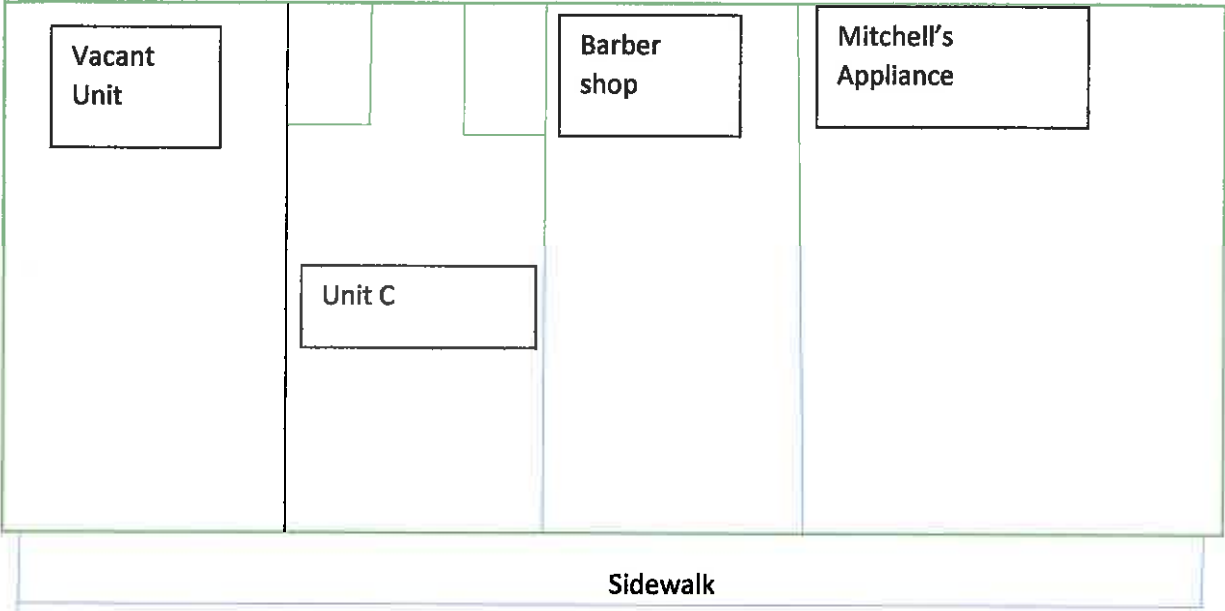 Vacant
Unit
Barber
shop
Mitchell's
Appliance
Unit C
Sidewalk